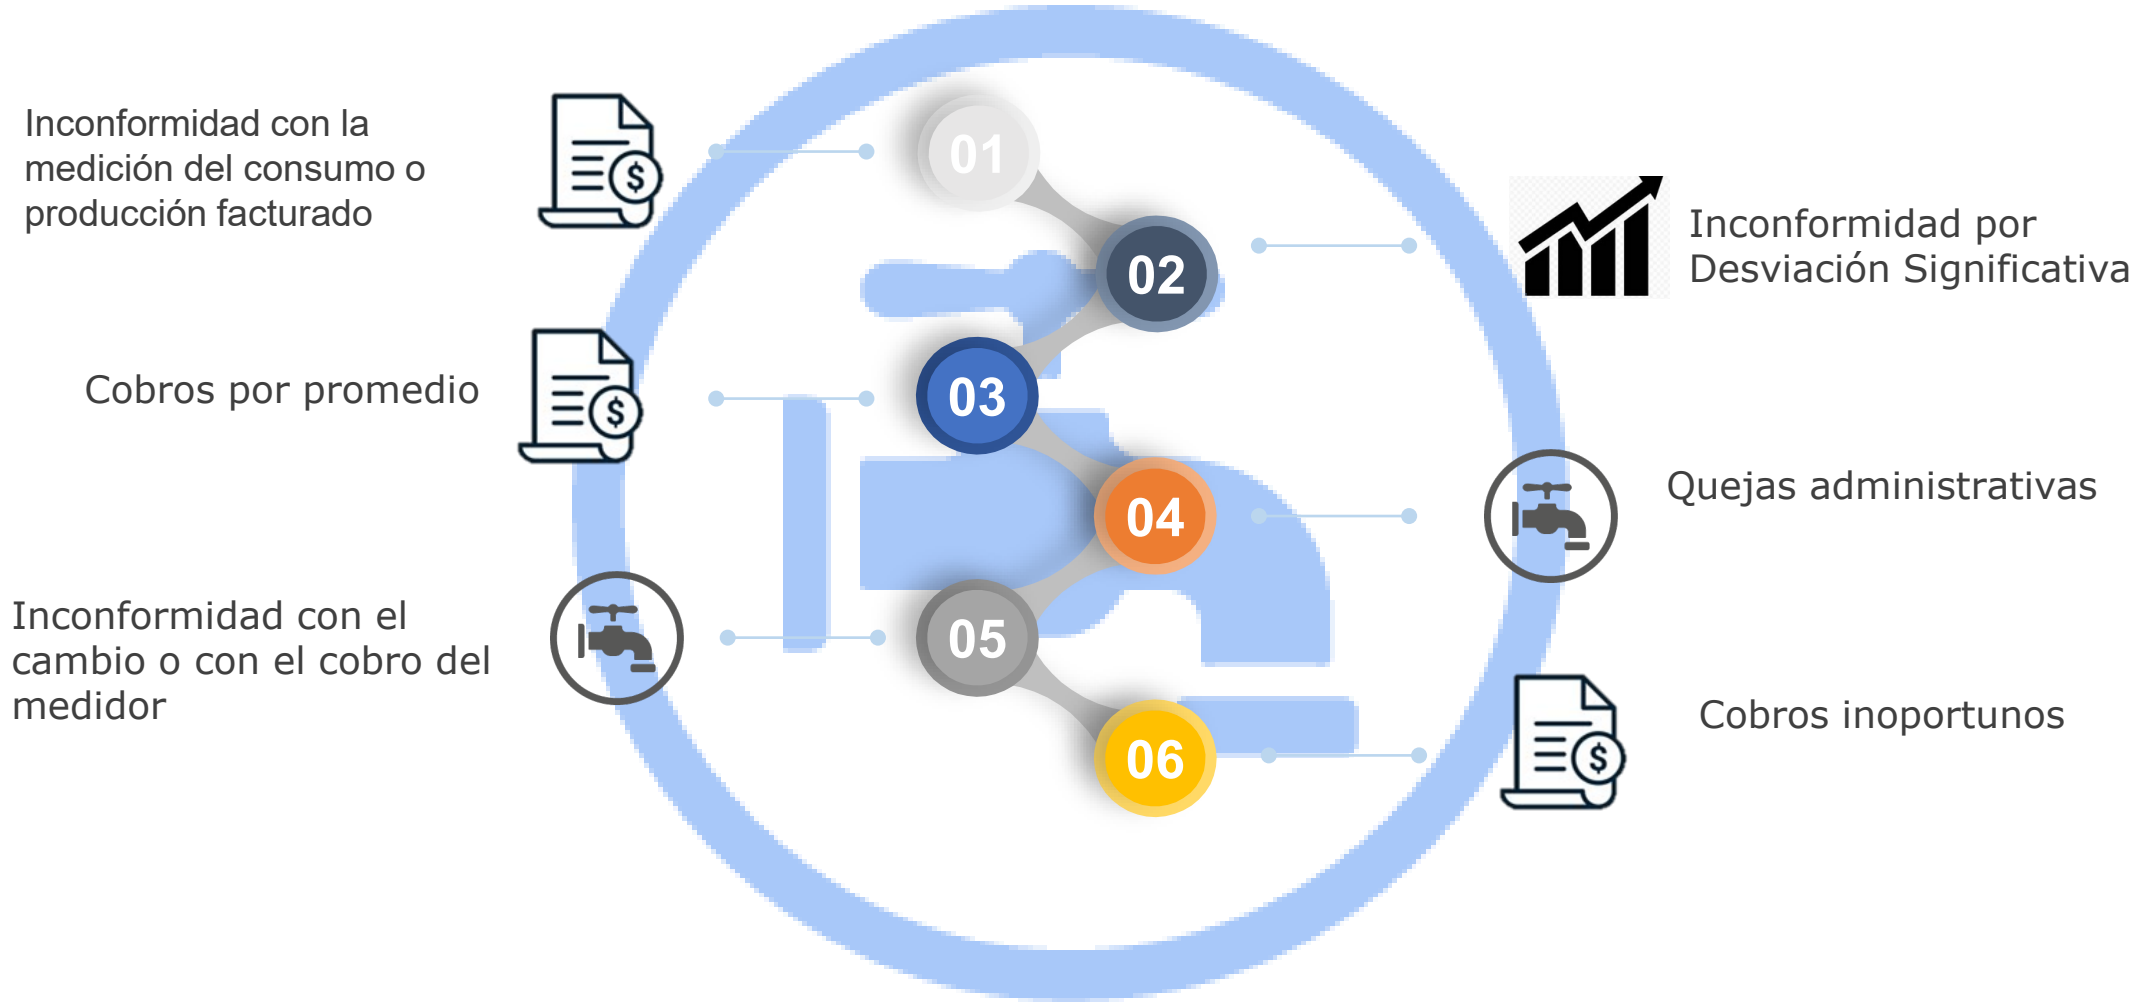 Inconformidad con la
medición del consumo o
producción facturado
01
02
Inconformidad por
Desviación Significativa
Cobros por promedio
03
04
Quejas administrativas
Inconformidad con el
cambio o con el cobro del
medidor
05
06
Cobros inoportunos
$
$
$